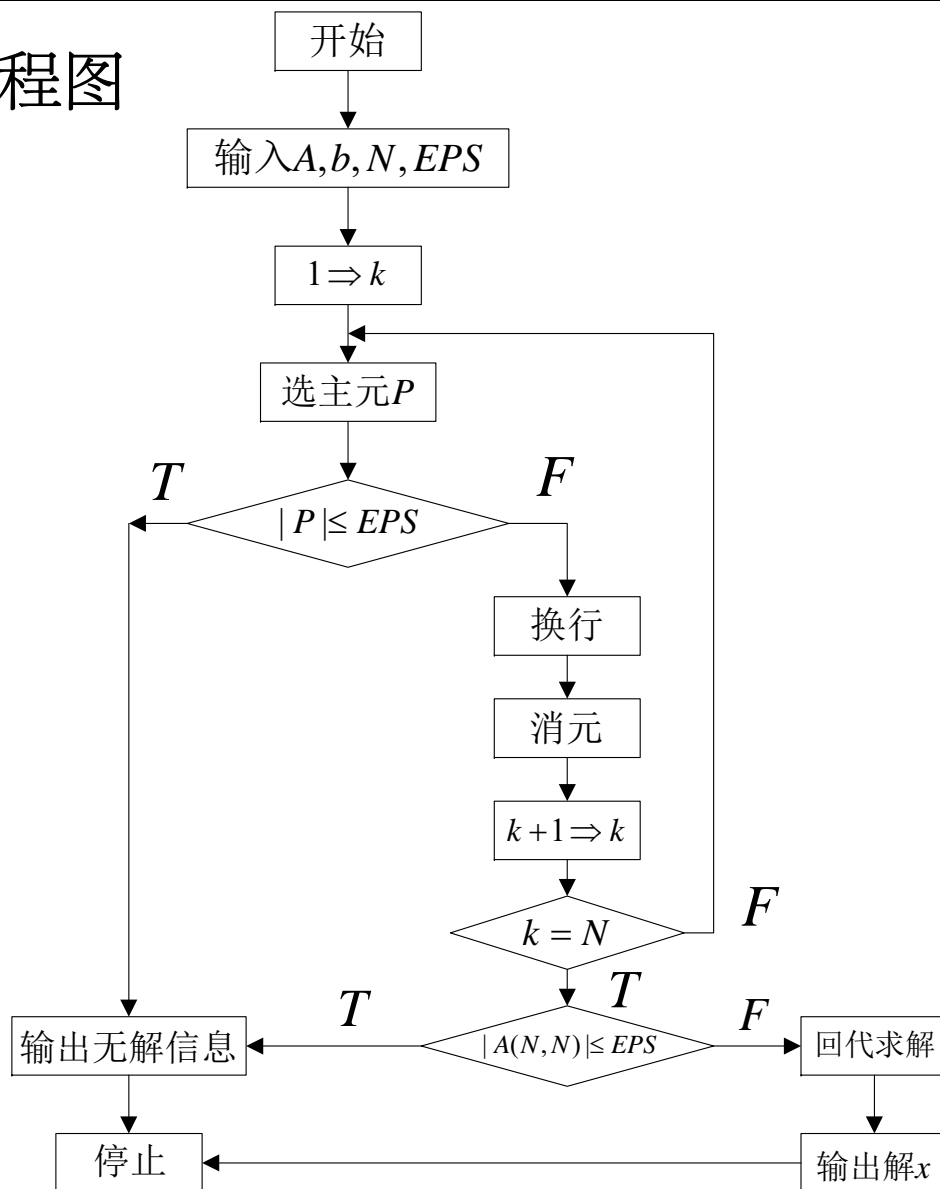 程图
开始
输入A,b,N,EPS
1⇒k
选主元P
T
F
|P|≤EPS
换行
消元
k+1⇒k
k=N
F
T
T
F
输出无解信息
|A(N,N)|≤EPS
回代求解
停止
输出解x